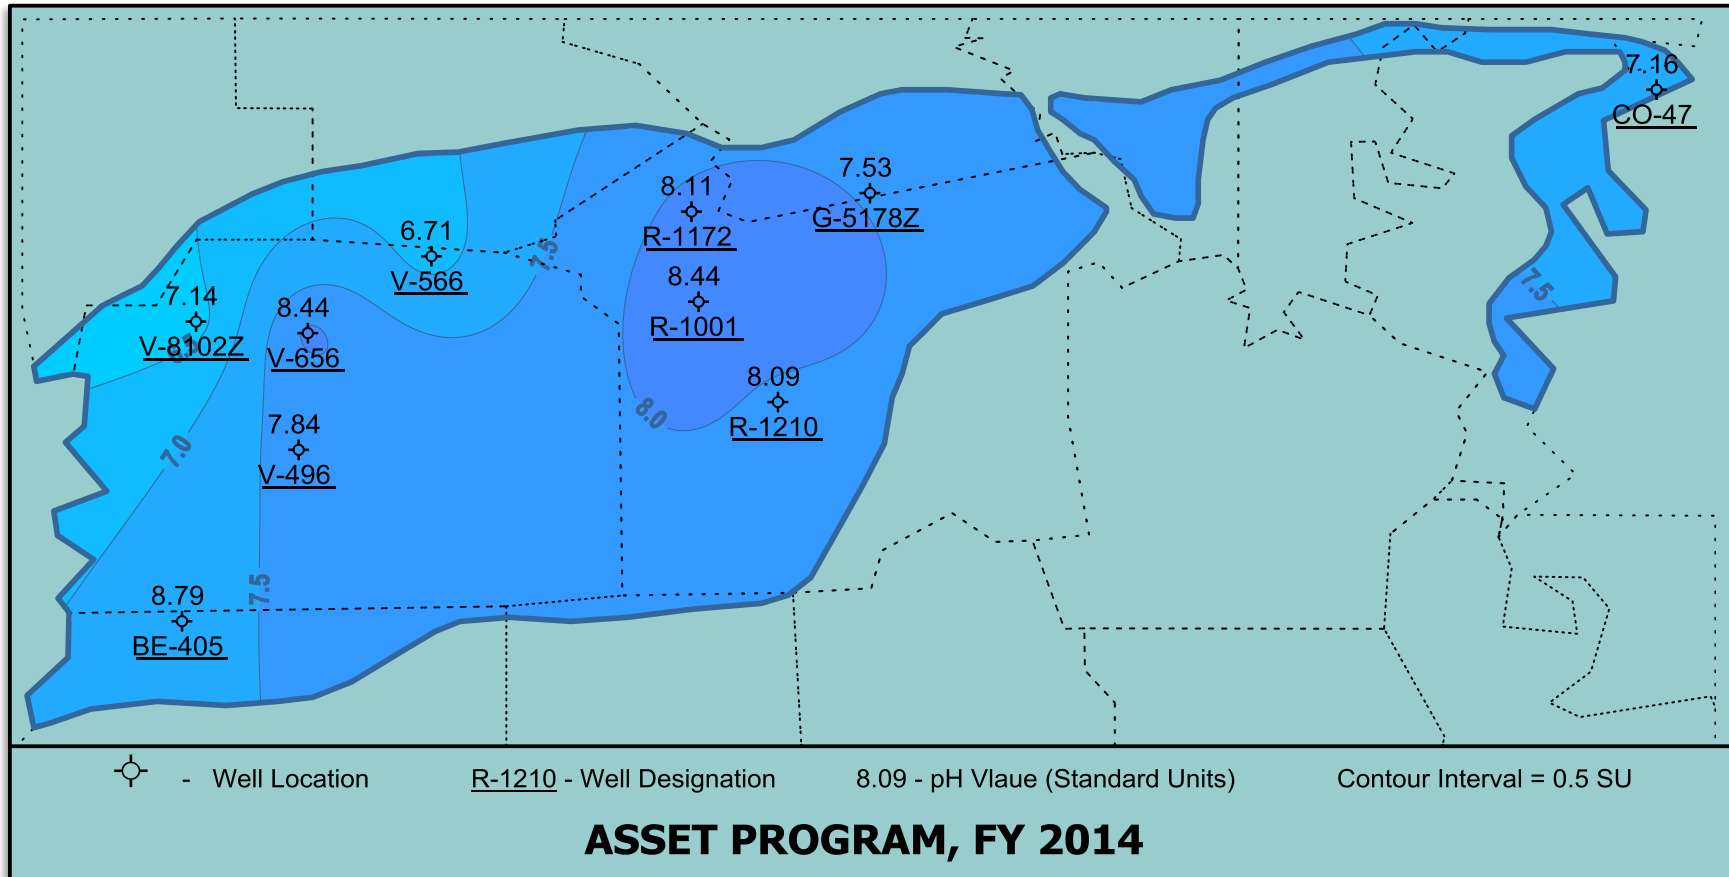 7.16
CO-47
7.53
G-5178Z
8.11
R-1172
6.71
V-566
7.5
8.44
R-1001
7.5
7.14
V-8102Z
6.5
8.44
V-656
8.09
R-1210
8.0
7.84
V-496
7.0
7.5
8.79
BE-405
- Well Location
R-1210 - Well Designation
8.09 - pH Vlaue (Standard Units)
Contour Interval = 0.5 SU
ASSET PROGRAM, FY 2014